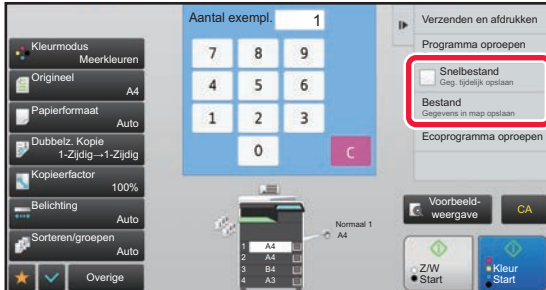 Kleurmodus
Meerkleuren
Origineel
A4
Papierformaat
Auto
Dubbelz. Kopie
1-Zijdig→1-Zijdig
Kopieerfactor
100%
Belichting
Auto
Sorteren/groepen
Auto
Overige
Aantal exempl. 1
7 8 9
4 5 6
1 2 3
0 C
Normaal 1
A4
1 A4
2 A4
3 B4
4 A3
Verzenden en afdrukken
Programma oproepen
Snelbestand
Geg. tijdelijk opslaan
Bestand
Gegevens in map opslaan
Ecoprogramma oproepen
Voorbeeld-
weergave
CA
Z/W
Start
Kleur
Start